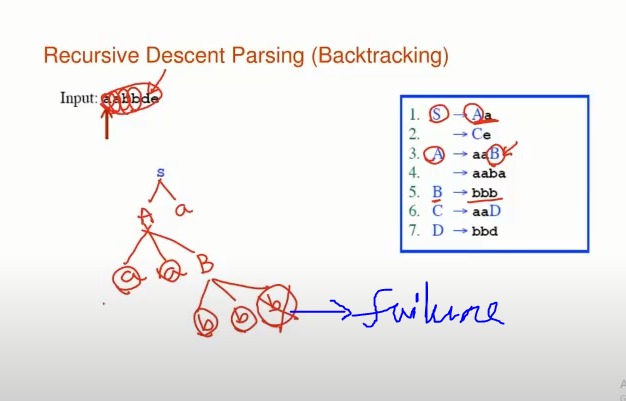 Recursive Descent Parsing (Backtracking)
Input: aabbde
1. S → Aa
2. → Ce
3. A → aaB
4. → aaba
5. B → bbb
6. C → aaD
7. D → bbd
S
A a
a a B
b b b → failure